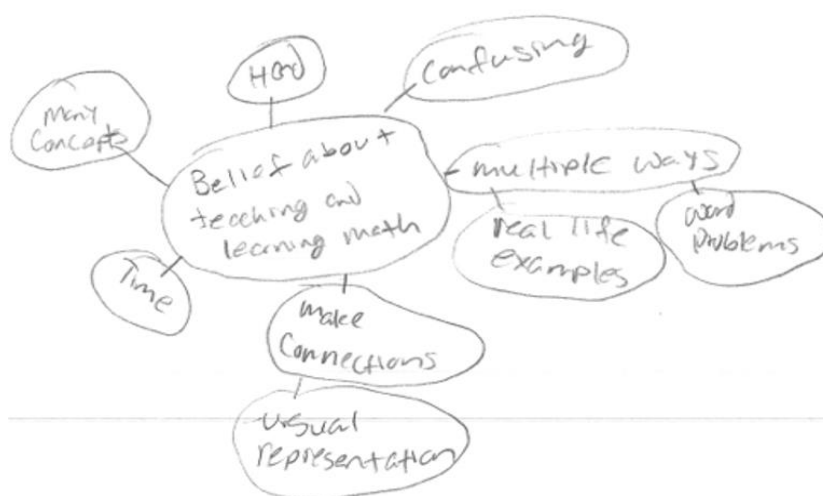 Hard
Confusing
Many
Concepts
Belief about
teaching and
learning math
multiple ways
real life
examples
word
problems
Time
make
Connections
visual
representation